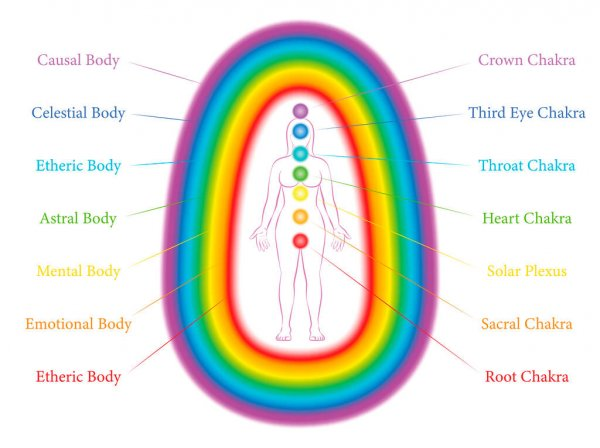 Causal Body
Crown Chakra
Celestial Body
Third Eye Chakra
Etheric Body
Throat Chakra
Astral Body
Heart Chakra
Mental Body
Solar Plexus
Emotional Body
Sacral Chakra
Etheric Body
Root Chakra